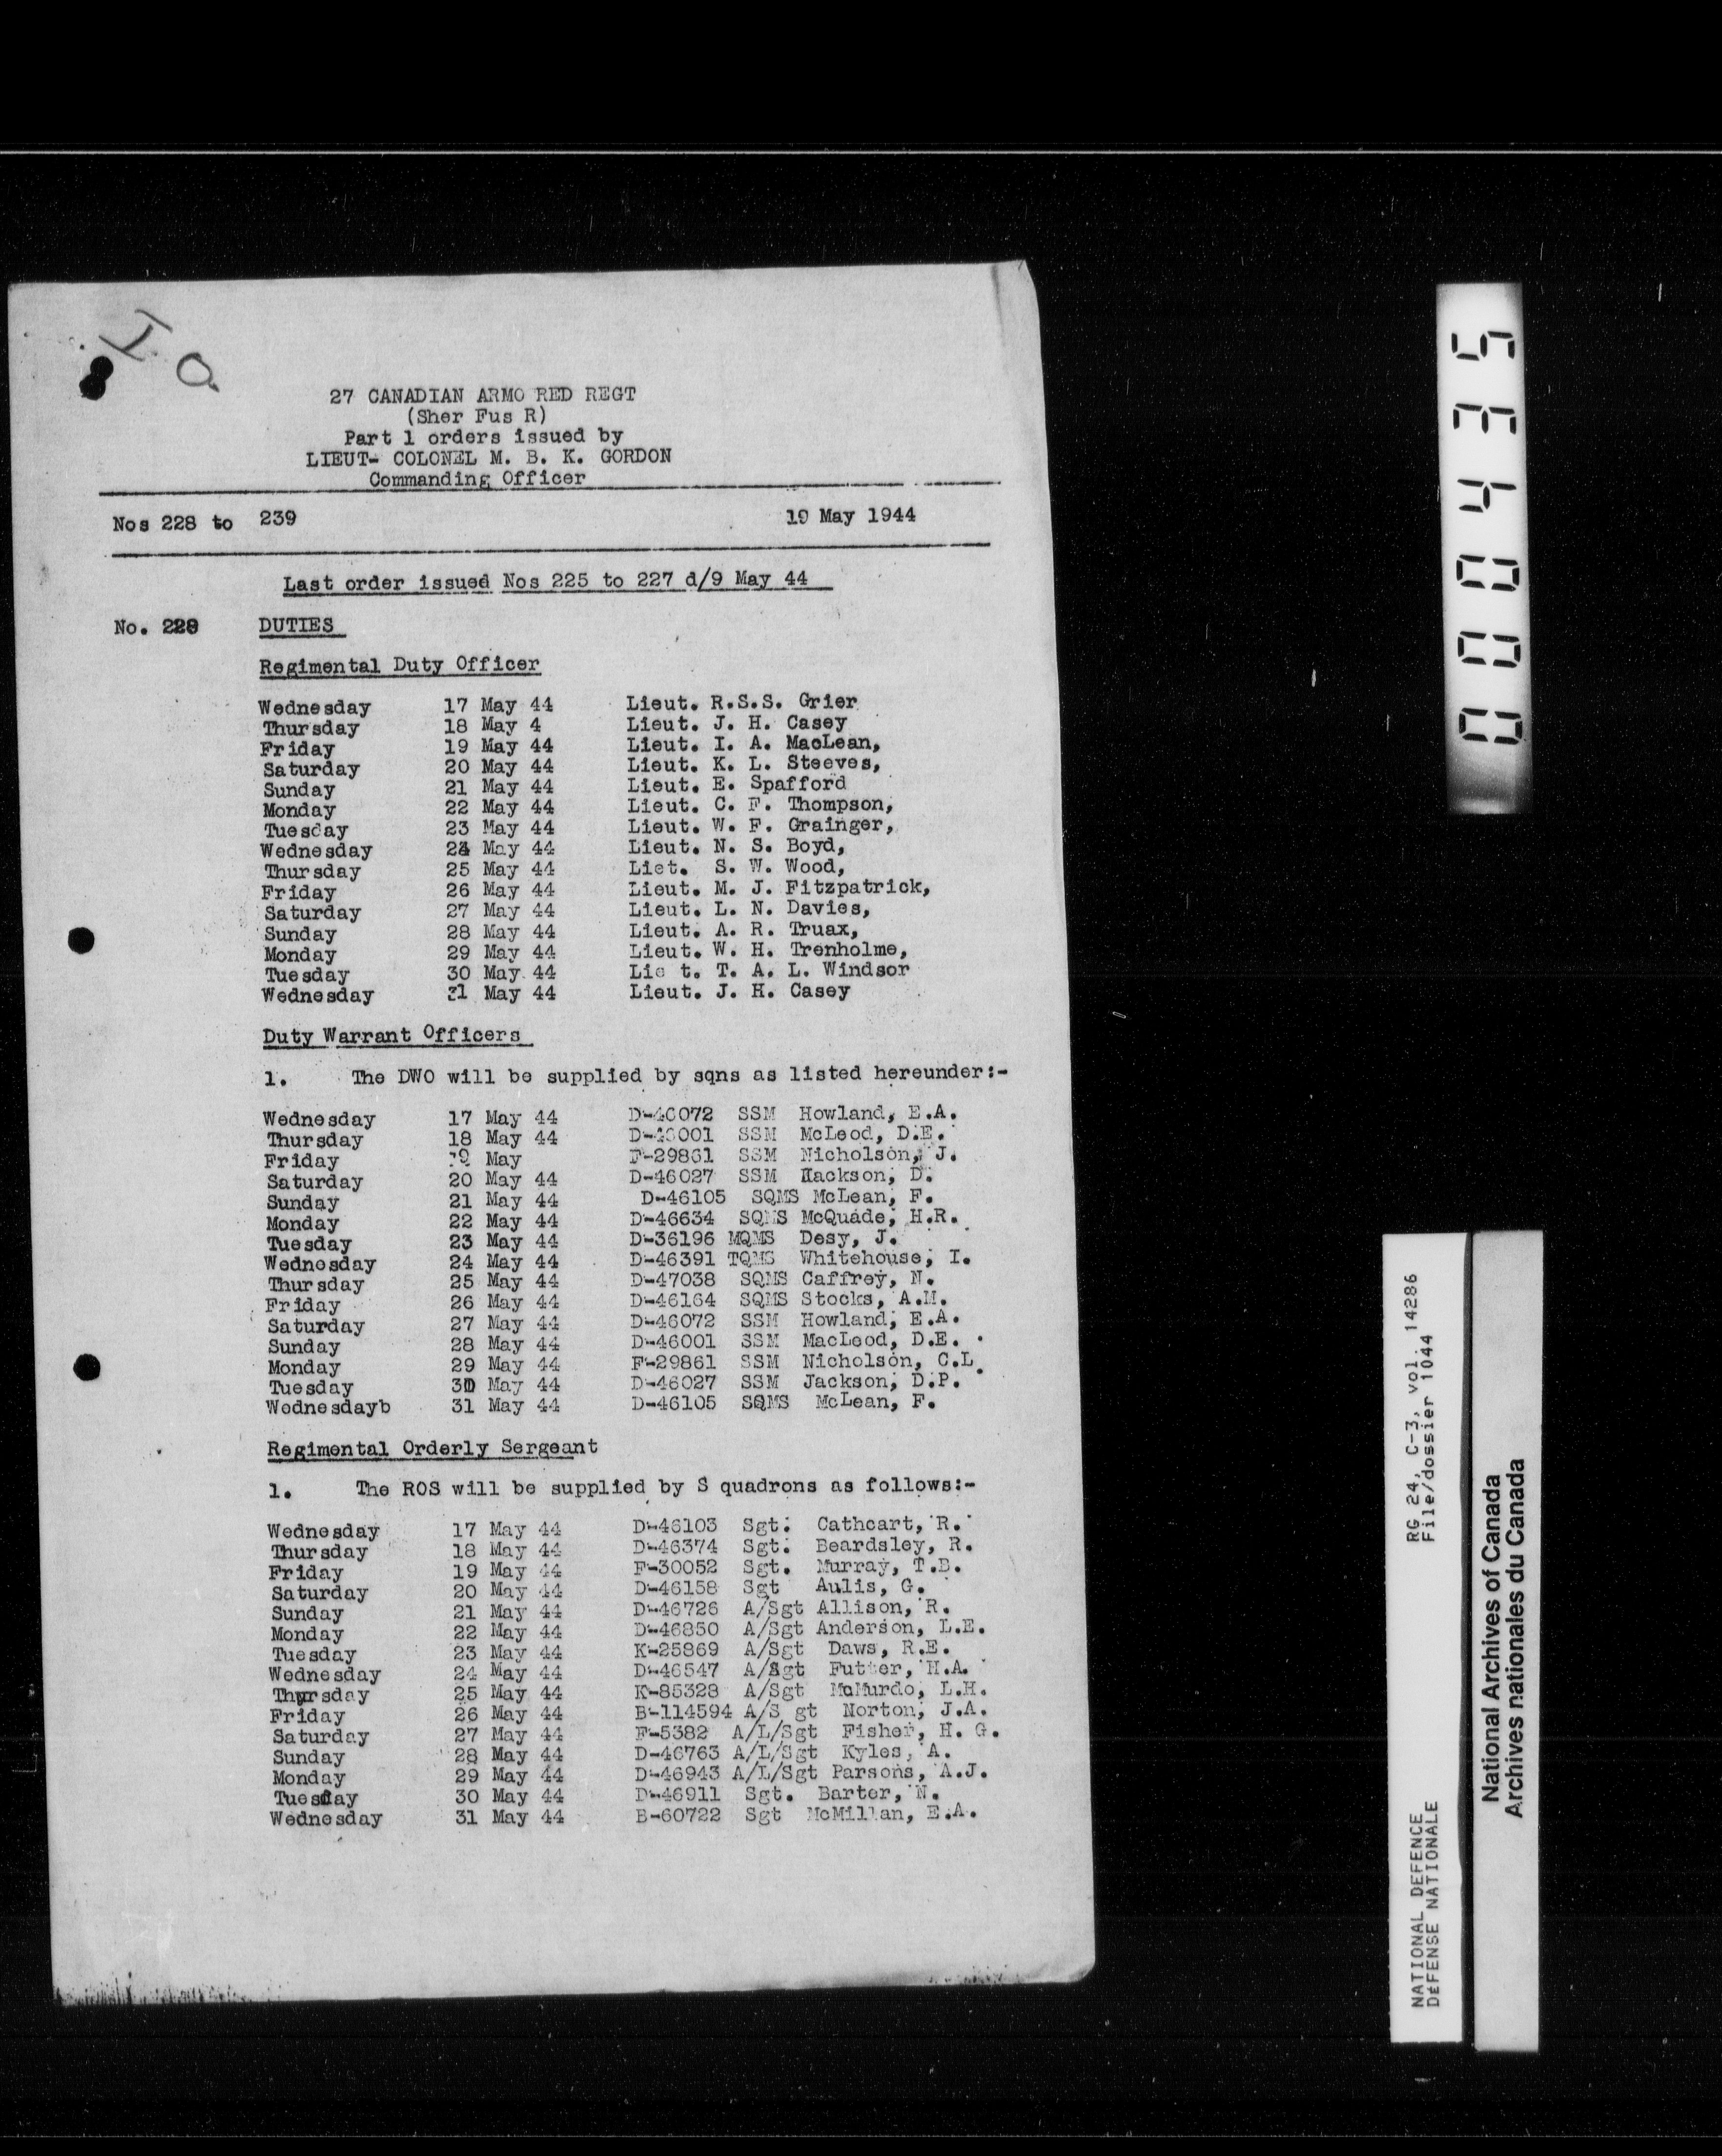 I Q
27 CANADIAN ARMO RED REGT
(Sher Fus R)
Part 1 orders issued by
LIEUT- COLONEL M. B. K. GORDON
Commanding Officer
Nos 228 to 239 19 May 1944
Last order issued Nos 225 to 227 d/9 May 44
No. 228 DUTIES
Regimental Duty Officer
Wednesday 17 May 44 Lieut. R.S.S. Grier
Thursday 18 May 4 Lieut. J. H. Casey
Friday 19 May 44 Lieut. I. A. MacLean,
Saturday 20 May 44 Lieut. K. L. Steeves,
Sunday 21 May 44 Lieut. E. Spafford
Monday 22 May 44 Lieut. C. F. Thompson,
Tuesday 23 May 44 Lieut. W. F. Grainger,
Wednesday 24 May 44 Lieut. N. S. Boyd,
Thursday 25 May 44 Liet. S. W. Wood,
Friday 26 May 44 Lieut. M. J. Fitzpatrick,
Saturday 27 May 44 Lieut. L. N. Davies,
Sunday 28 May 44 Lieut. A. R. Truax,
Monday 29 May 44 Lieut. W. H. Trenholme,
Tuesday 30 May 44 Lie t. T. A. L. Windsor
Wednesday 31 May 44 Lieut. J. H. Casey
Duty Warrant Officers
1. The DWO will be supplied by sqns as listed hereunder:-
Wednesday 17 May 44 D-46072 SSM Howland, E.A.
Thursday 18 May 44 D-46001 SSM McLeod, D.E.
Friday 19 May F-29861 SSM Nicholson, J.
Saturday 20 May 44 D-46027 SSM Hackson, D.
Sunday 21 May 44 D-46105 SQMS McLean, F.
Monday 22 May 44 D-46634 SQMS McQuade, H.R.
Tuesday 23 May 44 D-36196 MQMS Desy, J.
Wednesday 24 May 44 D-46391 TQMS Whitehouse, I.
Thursday 25 May 44 D-47038 SQMS Caffrey, N.
Friday 26 May 44 D-46164 SQMS Stocks, A.M.
Saturday 27 May 44 D-46072 SSM Howland, E.A.
Sunday 28 May 44 D-46001 SSM MacLeod, D.E.
Monday 29 May 44 F-29861 SSM Nicholson, C.L.
Tuesday 30 May 44 D-46027 SSM Jackson, D.P.
Wednesdayb 31 May 44 D-46105 SQMS McLean, F.
Regimental Orderly Sergeant
1. The ROS will be supplied by S quadrons as follows:-
Wednesday 17 May 44 D-46103 Sgt. Cathcart, R.
Thursday 18 May 44 D-46374 Sgt. Beardsley, R.
Friday 19 May 44 F-30052 Sgt. Murray, T.B.
Saturday 20 May 44 D-46158 Sgt Aulis, G.
Sunday 21 May 44 D-46726 A/Sgt Allison, R.
Monday 22 May 44 D-46850 A/Sgt Anderson, L.E.
Tuesday 23 May 44 K-25869 A/Sgt Daws, R.E.
Wednesday 24 May 44 D-46547 A/Sgt Futter, H.A.
Thursday 25 May 44 K-85328 A/Sgt McMurdo, L.H.
Friday 26 May 44 B-114594 A/S gt Norton, J.A.
Saturday 27 May 44 F-5382 A/L/Sgt Fisher, H. G.
Sunday 28 May 44 D-46763 A/L/Sgt Kyles, A.
Monday 29 May 44 D-46943 A/L/Sgt Parsons, A.J.
Tuesday 30 May 44 D-46911 Sgt. Barter, N.
Wednesday 31 May 44 B-60722 Sgt McMillan, E.A.
000435
RG 24, C-3, vol. 14286
File/dossier 1044
NATIONAL DEFENCE
DÉFENSE NATIONALE
National Archives of Canada
Archives nationales du Canada